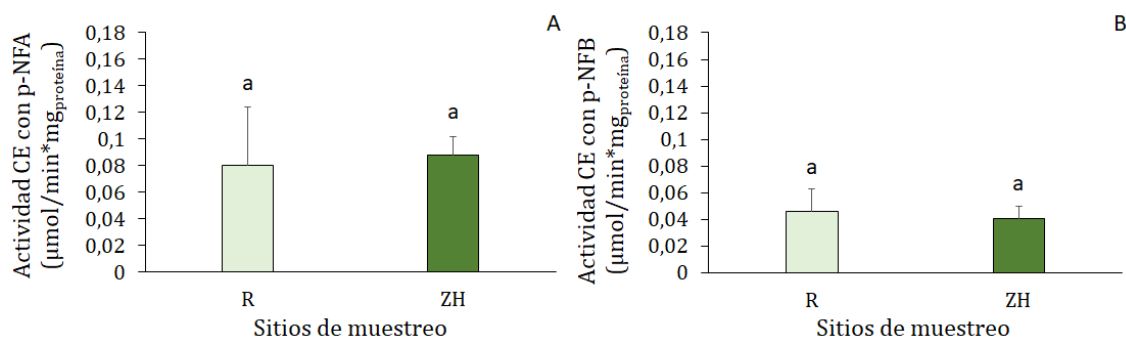 A
Actividad CE con p-NFA
(µmol/min*mgproteína)
0,18
0,16
0,14
0,12
0,1
0,08
0,06
0,04
0,02
0
a
a
R
ZH
Sitios de muestreo
B
Actividad CE con p-NFB
(µmol/min*mgproteína)
0,18
0,16
0,14
0,12
0,1
0,08
0,06
0,04
0,02
0
a
a
R
ZH
Sitios de muestreo